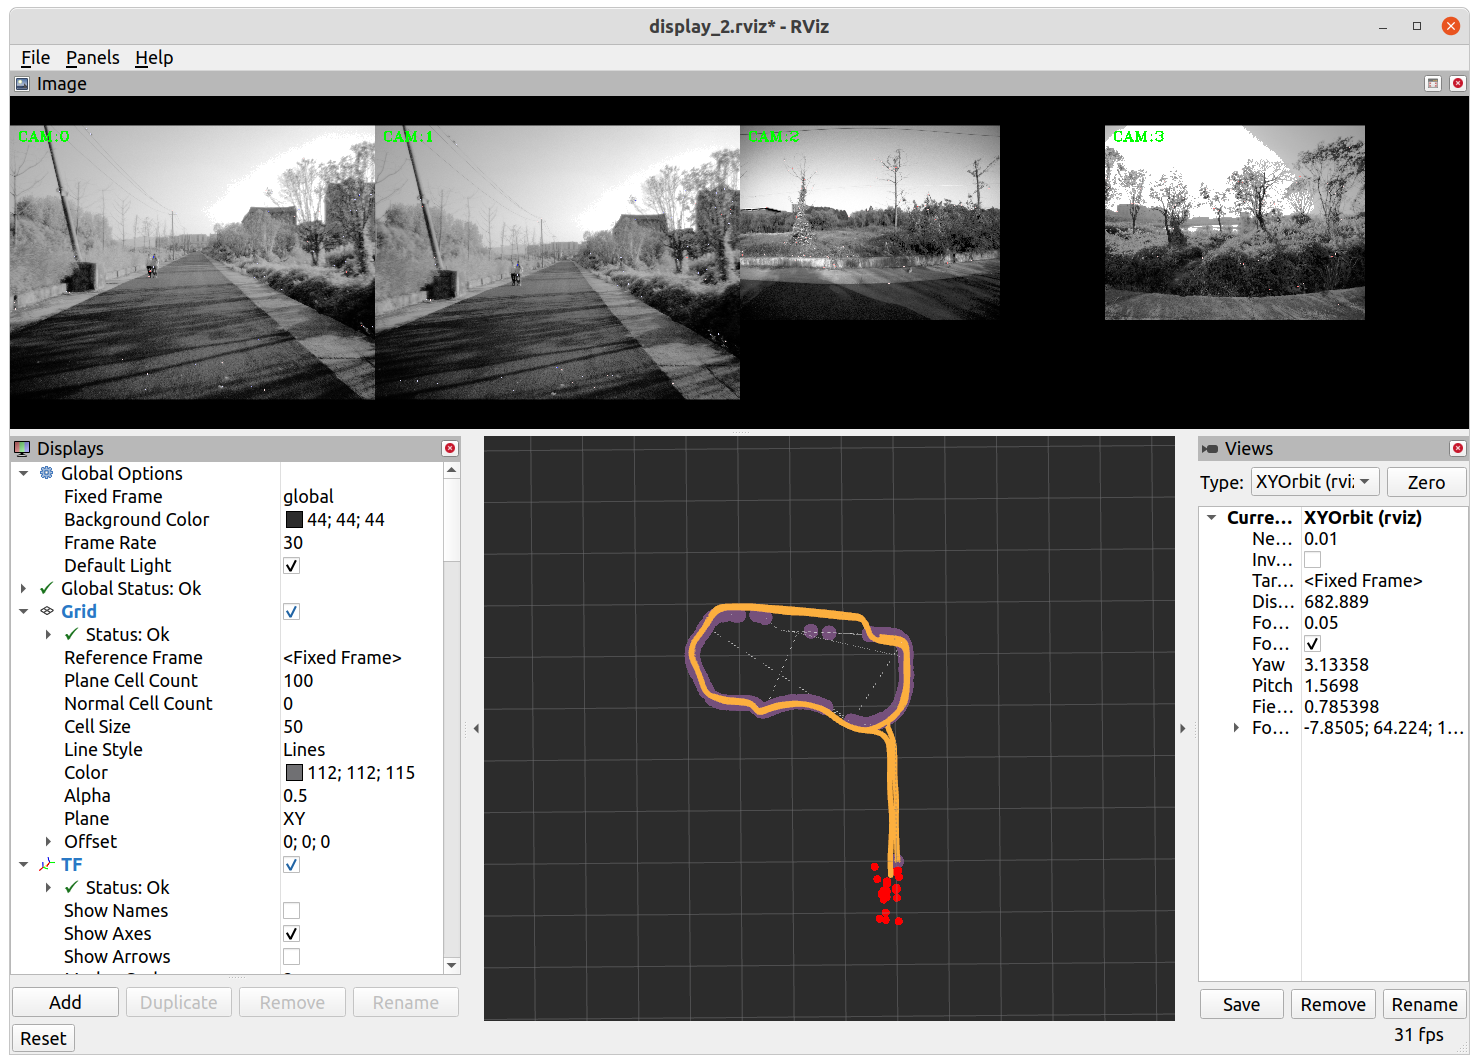 display_2.rviz* - RViz
File Panels Help
Image
CAM:0 CAM:1 CAM:2 CAM:3
Displays
Global Options
Fixed Frame global
Background Color 44; 44; 44
Frame Rate 30
Default Light
Global Status: Ok
Grid
Status: Ok
Reference Frame <Fixed Frame>
Plane Cell Count 100
Normal Cell Count 0
Cell Size 50
Line Style Lines
Color 112; 112; 115
Alpha 0.5
Plane XY
Offset 0; 0; 0
TF
Status: Ok
Show Names
Show Axes
Show Arrows
Add Duplicate Remove Rename
Reset
Views
Type: XYOrbit (rviz Zero
Curre... XYOrbit (rviz)
Ne... 0.01
Inv...
Tar... <Fixed Frame>
Dis... 682.889
Fo... 0.05
Fo...
Yaw 3.13358
Pitch 1.5698
Fie... 0.785398
Fo... -7.8505; 64.224; 1...
Save Remove Rename
31 fps